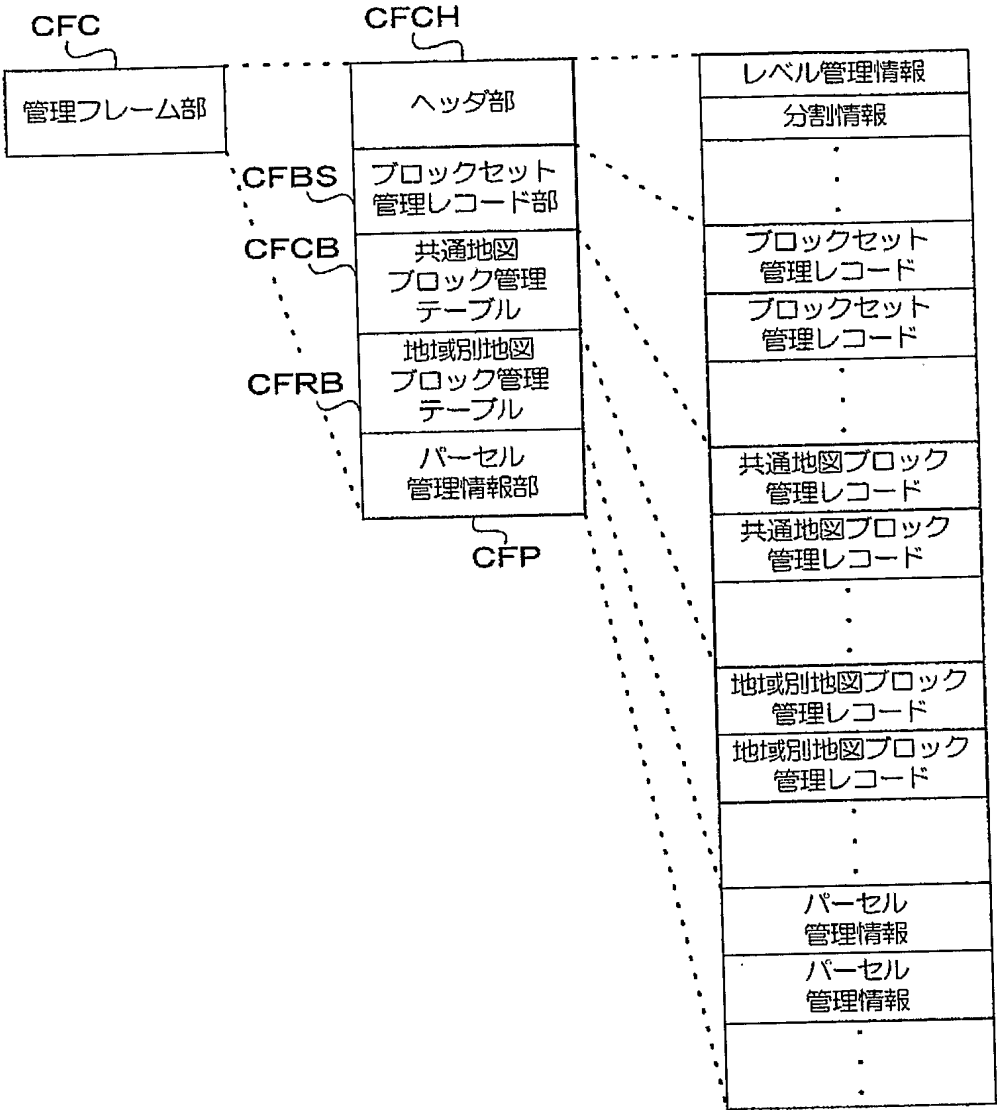 CFC
管理フレーム部
CFCH
ヘッダ部
CFBS
ブロックセット
管理レコード部
CFCB
共通地図
ブロック管理
テーブル
CFRB
地域別地図
ブロック管理
テーブル
パーセル
管理情報部
CFP
レベル管理情報
分割情報
ブロックセット
管理レコード
ブロックセット
管理レコード
共通地図ブロック
管理レコード
共通地図ブロック
管理レコード
地域別地図ブロック
管理レコード
地域別地図ブロック
管理レコード
パーセル
管理情報
パーセル
管理情報